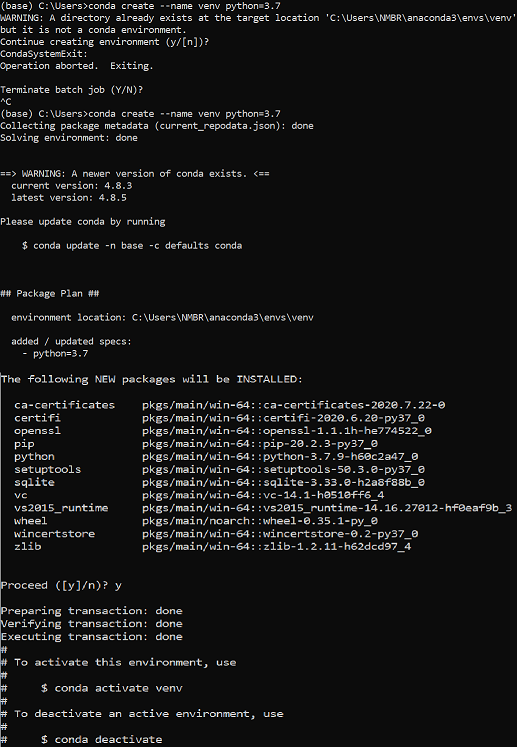 (base) C:\Users>conda create --name venv python=3.7
WARNING: A directory already exists at the target location 'C:\Users\NMBR\anaconda3\envs\venv'
but it is not a conda environment.
Continue creating environment (y/[n])?
CondaSystemExit:
Operation aborted.  Exiting.
Terminate batch job (Y/N)?
^C
(base) C:\Users>conda create --name venv python=3.7
Collecting package metadata (current_repodata.json): done
Solving environment: done
==> WARNING: A newer version of conda exists. <==
  current version: 4.8.3
  latest version: 4.8.5
Please update conda by running
    $ conda update -n base -c defaults conda
## Package Plan ##
  environment location: C:\Users\NMBR\anaconda3\envs\venv
  added / updated specs:
    - python=3.7
The following NEW packages will be INSTALLED:
  ca-certificates    pkgs/main/win-64::ca-certificates-2020.7.22-0
  certifi            pkgs/main/win-64::certifi-2020.6.20-py37_0
  openssl            pkgs/main/win-64::openssl-1.1.1h-he774522_0
  pip                pkgs/main/win-64::pip-20.2.3-py37_0
  python             pkgs/main/win-64::python-3.7.9-h60c2a47_0
  setuptools         pkgs/main/win-64::setuptools-50.3.0-py37_0
  sqlite             pkgs/main/win-64::sqlite-3.33.0-h2a8f88b_0
  vc                 pkgs/main/win-64::vc-14.1-h0510ff6_4
  vs2015_runtime     pkgs/main/win-64::vs2015_runtime-14.16.27012-hf0eaf9b_3
  wheel              pkgs/main/noarch::wheel-0.35.1-py_0
  wincertstore       pkgs/main/win-64::wincertstore-0.2-py37_0
  zlib               pkgs/main/win-64::zlib-1.2.11-h62dcd97_4
Proceed ([y]/n)? y
Preparing transaction: done
Verifying transaction: done
Executing transaction: done
#
# To activate this environment, use
#
#     $ conda activate venv
#
# To deactivate an active environment, use
#
#     $ conda deactivate